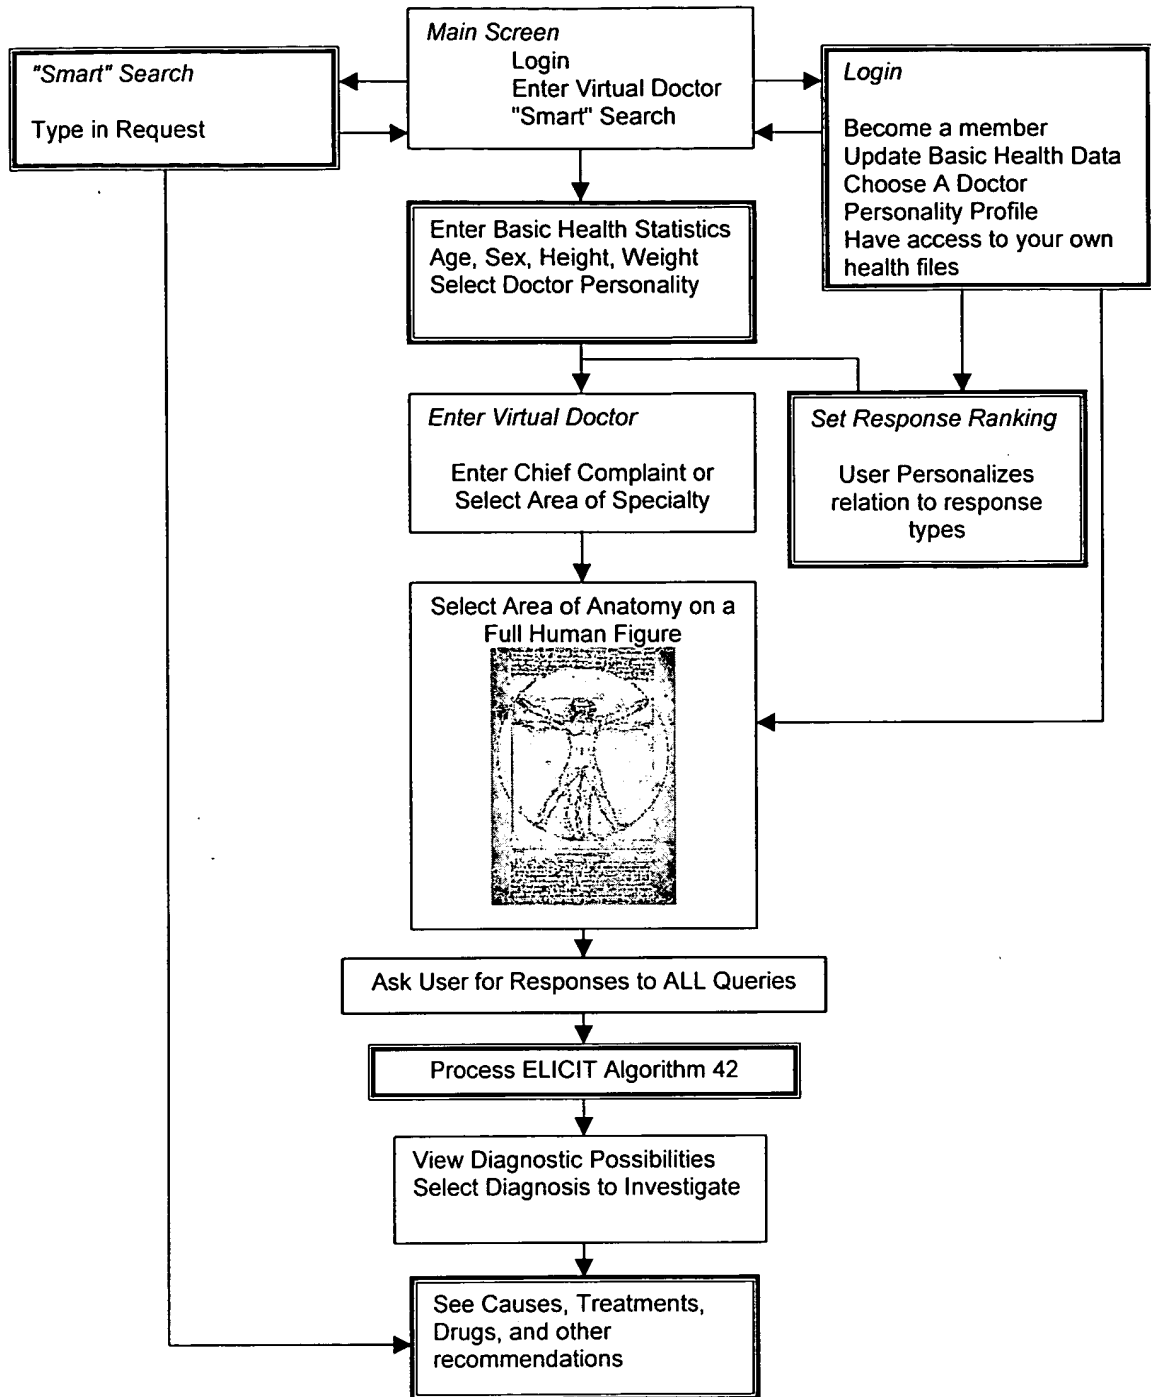 Main Screen
Login
Enter Virtual Doctor
"Smart" Search
"Smart" Search
Type in Request
Login
Become a member
Update Basic Health Data
Choose A Doctor
Personality Profile
Have access to your own
health files
Enter Basic Health Statistics
Age, Sex, Height, Weight
Select Doctor Personality
Enter Virtual Doctor
Enter Chief Complaint or
Select Area of Specialty
Set Response Ranking
User Personalizes
relation to response
types
Select Area of Anatomy on a
Full Human Figure
Ask User for Responses to ALL Queries
Process ELICIT Algorithm 42
View Diagnostic Possibilities
Select Diagnosis to Investigate
See Causes, Treatments,
Drugs, and other
recommendations